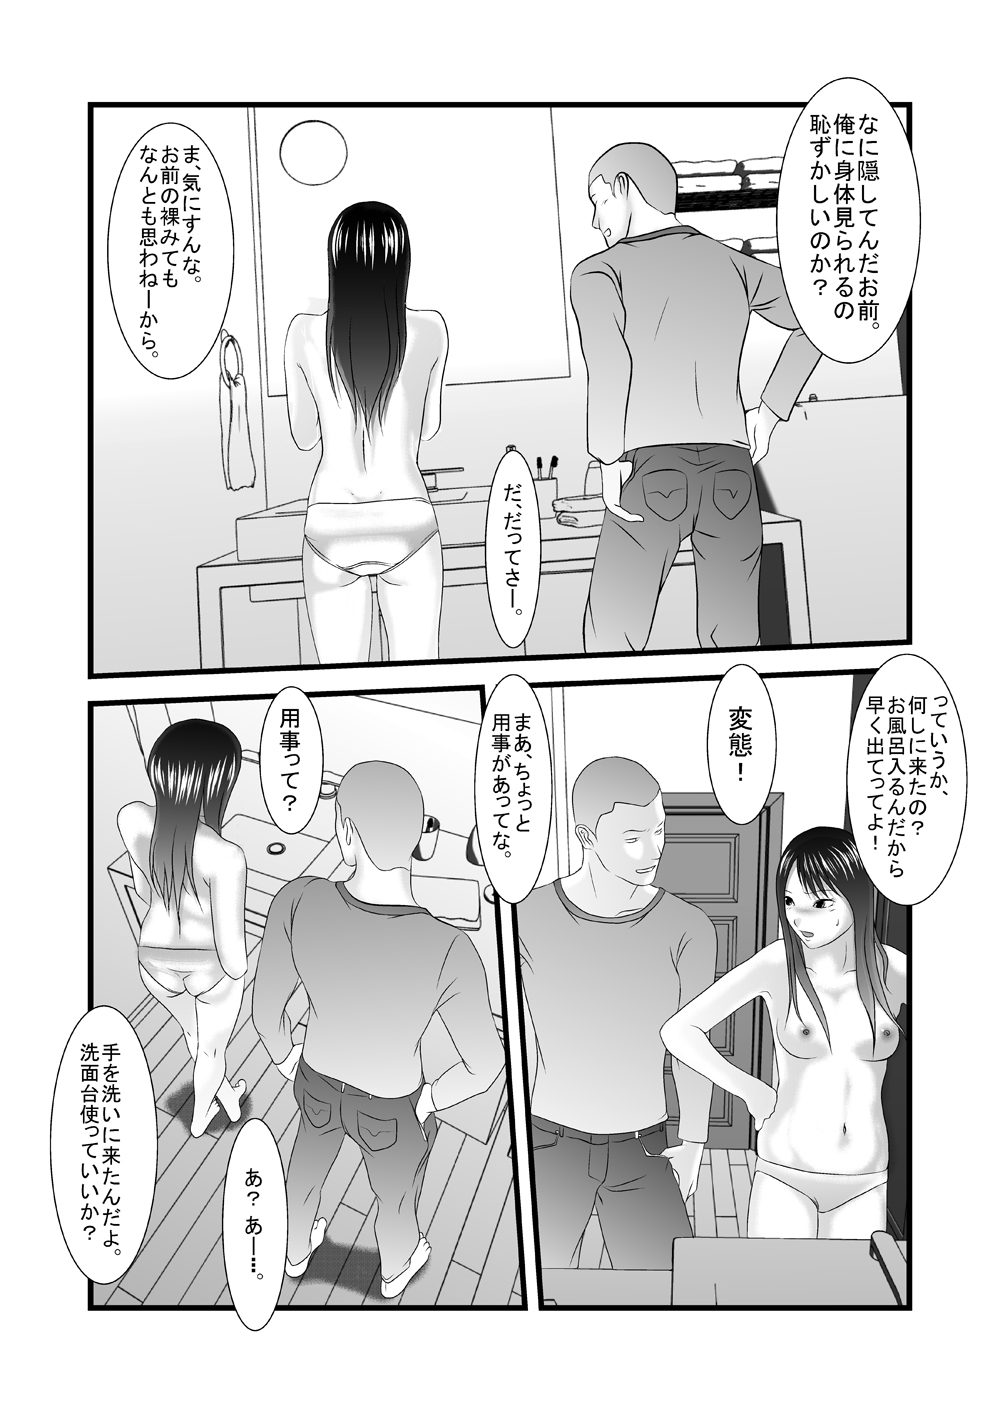 なに隠してんだお前。
俺に身体見られるの
恥ずかしいのか？
だ､だってさー。
ま､気にすんな。
お前の裸みても
なんとも思わねーから。
っていうか、
何しに来たの？
お風呂入るんだから
早く出てってよ！
変態！
まあ､ちょっと
用事があってな。
用事って？
あ？あー…。
手を洗いに来たんだよ。
洗面台使っていいか？